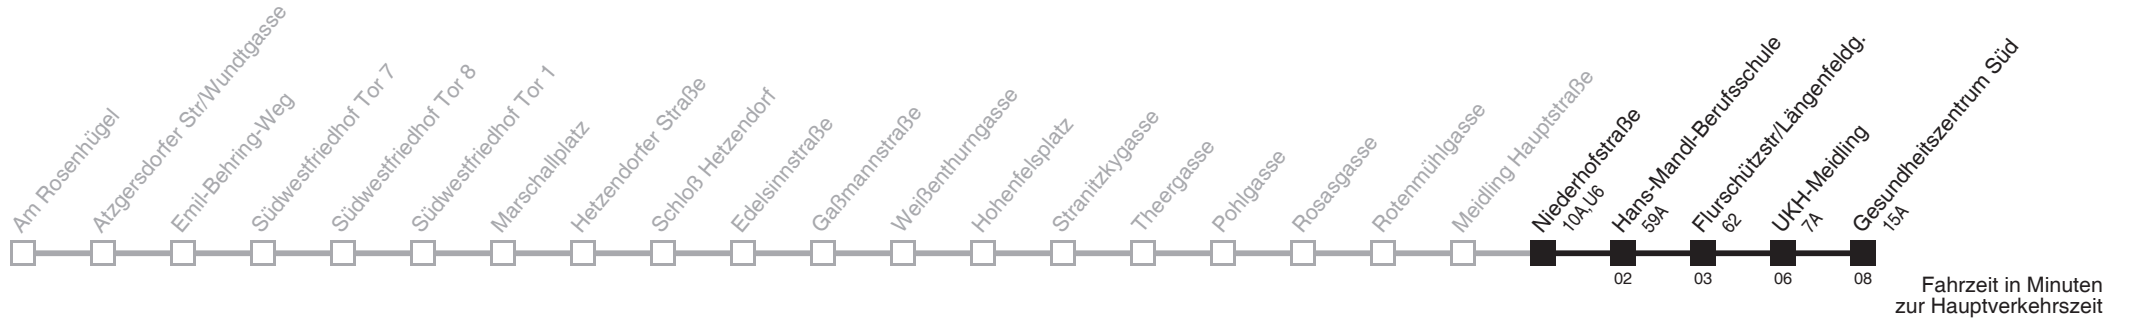 Am Rosenhügel
Atzgersdorfer Str/Wundtgasse
Emil-Behring-Weg
Südwestfriedhof Tor 7
Südwestfriedhof Tor 8
Südwestfriedhof Tor 1
Marschallplatz
Hetzendorfer Straße
Schloß Hetzendorf
Edelsinnstraße
Gaßmannstraße
Weißenthurngasse
Hohenfelsplatz
Stranitzkygasse
Theergasse
Pohlgasse
Rosasgasse
Rotenmühlgasse
Meidling Hauptstraße
Niederhofstraße
10A,U6
Hans-Mandl-Berufsschule
59A
02
Flurschützstr/Längenfeldg.
62
03
UKH-Meidling
7A
06
Gesundheitszentrum Süd
15A
08
Fahrzeit in Minuten
zur Hauptverkehrszeit